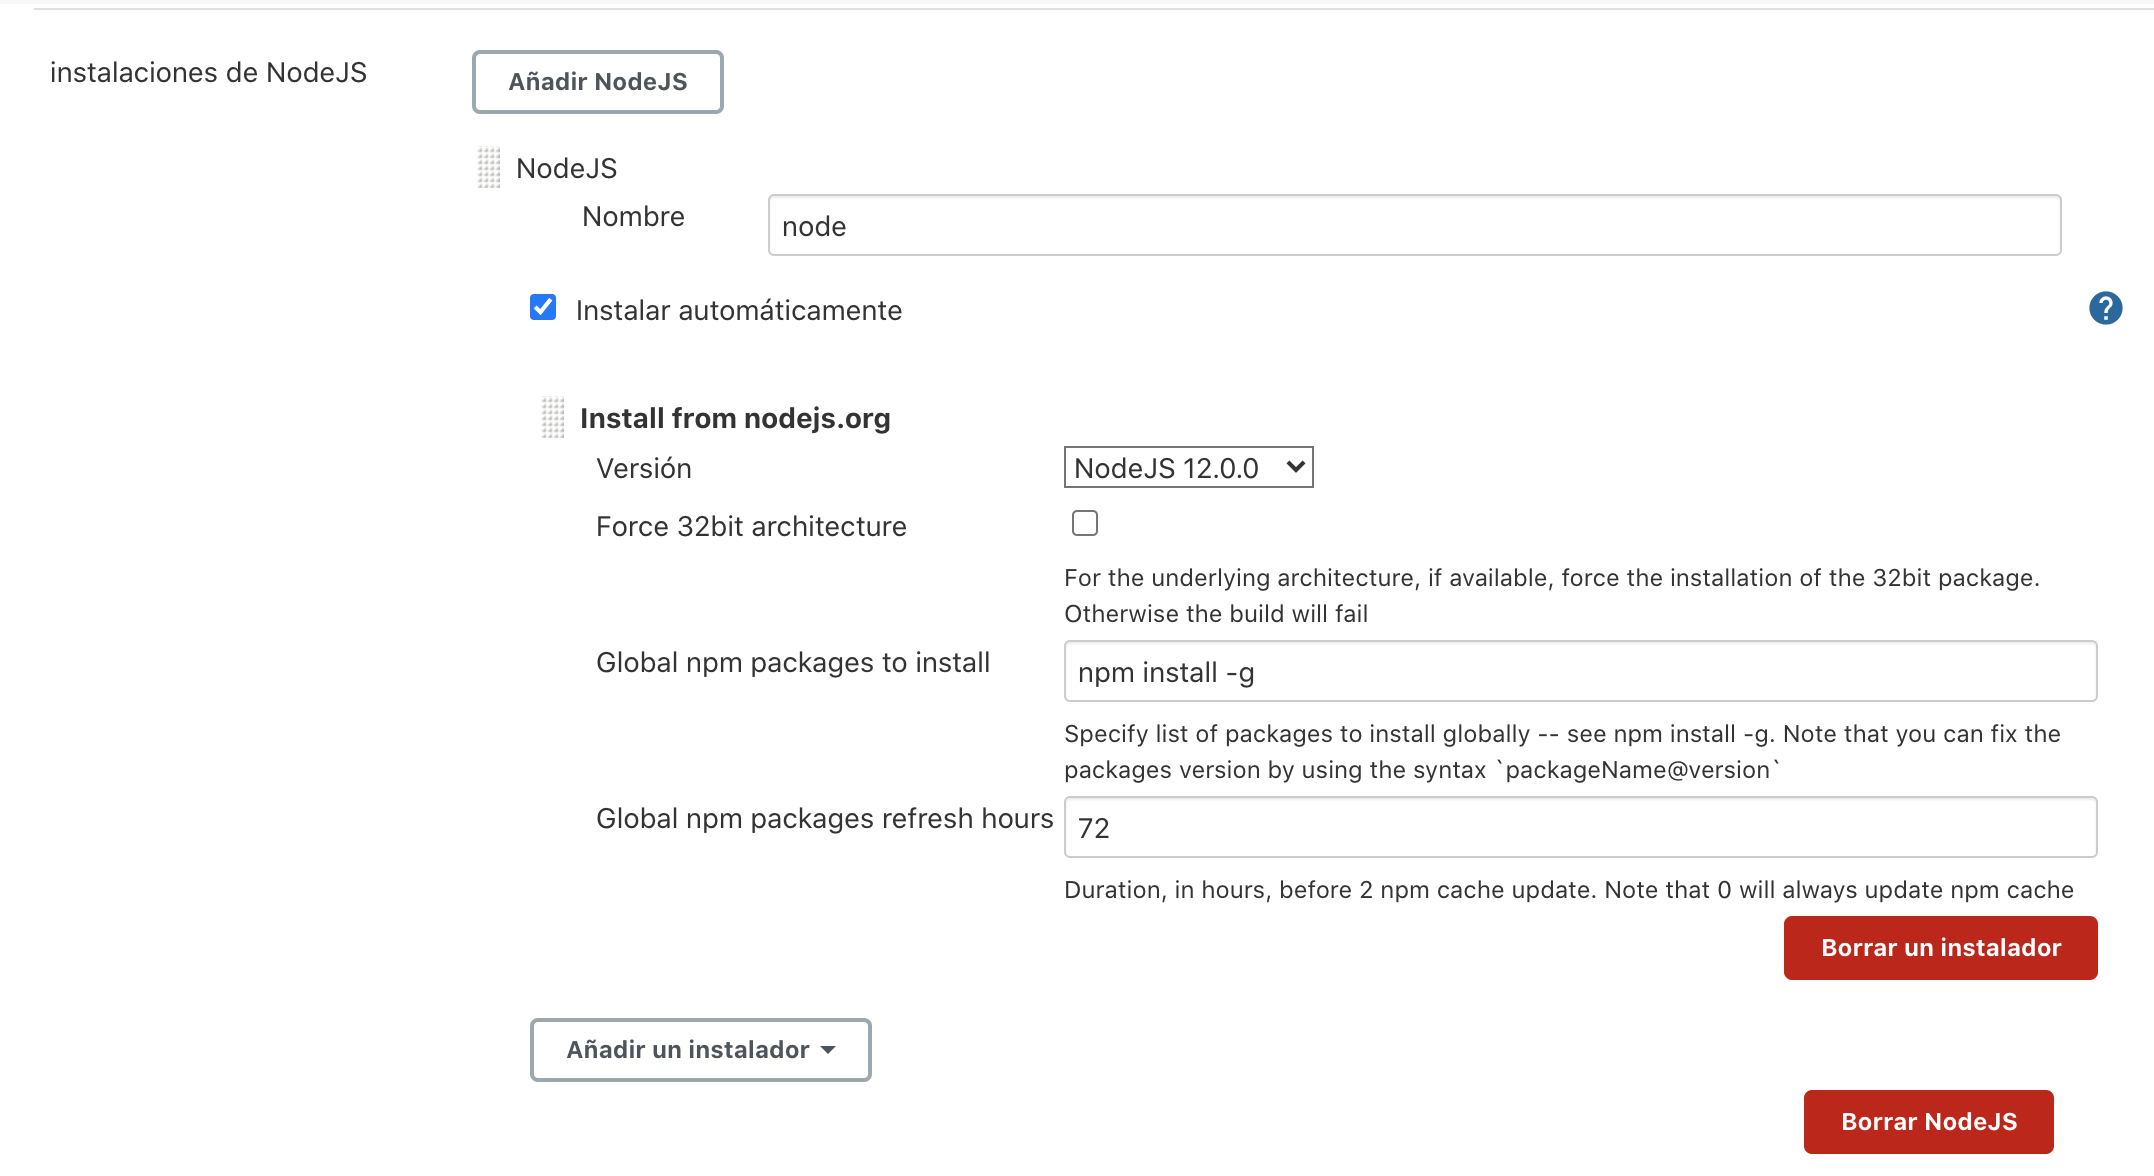 instalaciones de NodeJS
Añadir NodeJS
NodeJS
Nombre
node
Instalar automáticamente
?
Install from nodejs.org
Versión
NodeJS 12.0.0
Force 32bit architecture
For the underlying architecture, if available, force the installation of the 32bit package.
Otherwise the build will fail
Global npm packages to install
npm install -g
Specify list of packages to install globally -- see npm install -g. Note that you can fix the
packages version by using the syntax `packageName@version`
Global npm packages refresh hours
72
Duration, in hours, before 2 npm cache update. Note that 0 will always update npm cache
Borrar un instalador
Añadir un instalador
Borrar NodeJS